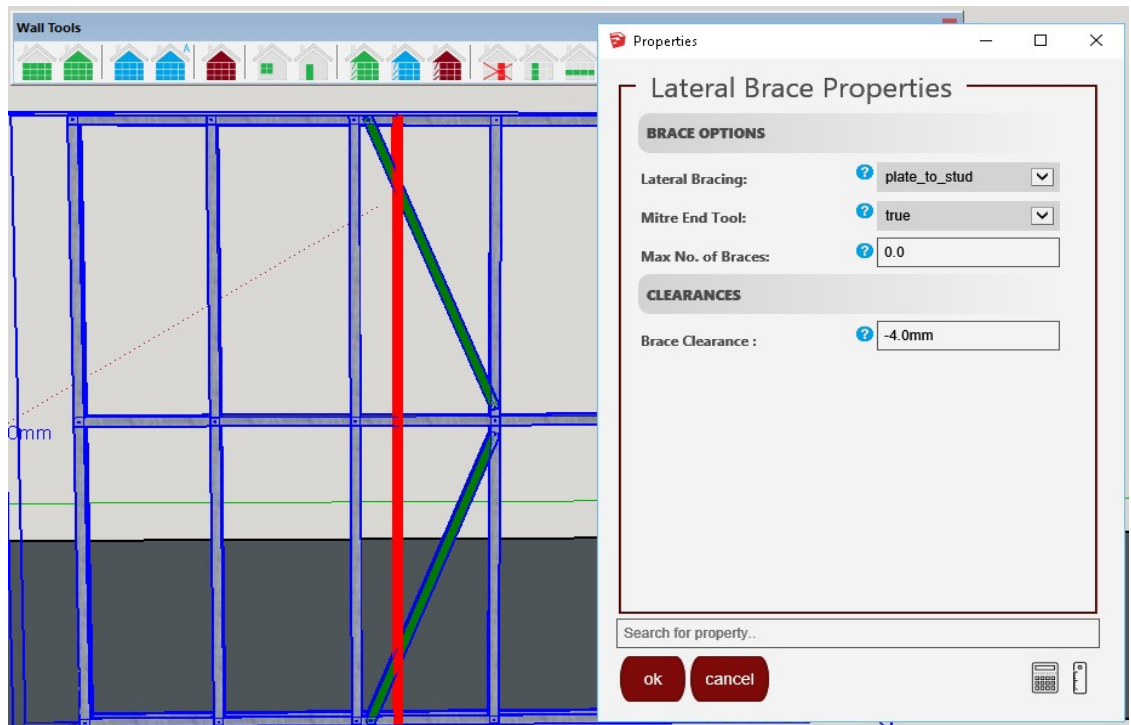 Wall Tools
A
0mm
Properties
Lateral Brace Properties
BRACE OPTIONS
Lateral Bracing:
? plate_to_stud
Mitre End Tool:
? true
Max No. of Braces:
? 0.0
CLEARANCES
Brace Clearance :
? -4.0mm
Search for property..
ok
cancel